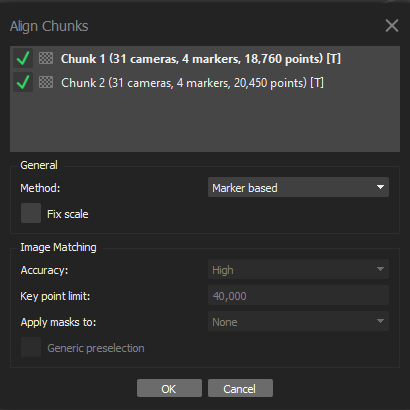 Align Chunks
Chunk 1 (31 cameras, 4 markers, 18,760 points) [T]
Chunk 2 (31 cameras, 4 markers, 20,450 points) [T]
General
Method: Marker based
Fix scale
Image Matching
Accuracy: High
Key point limit: 40,000
Apply masks to: None
Generic preselection
OK Cancel